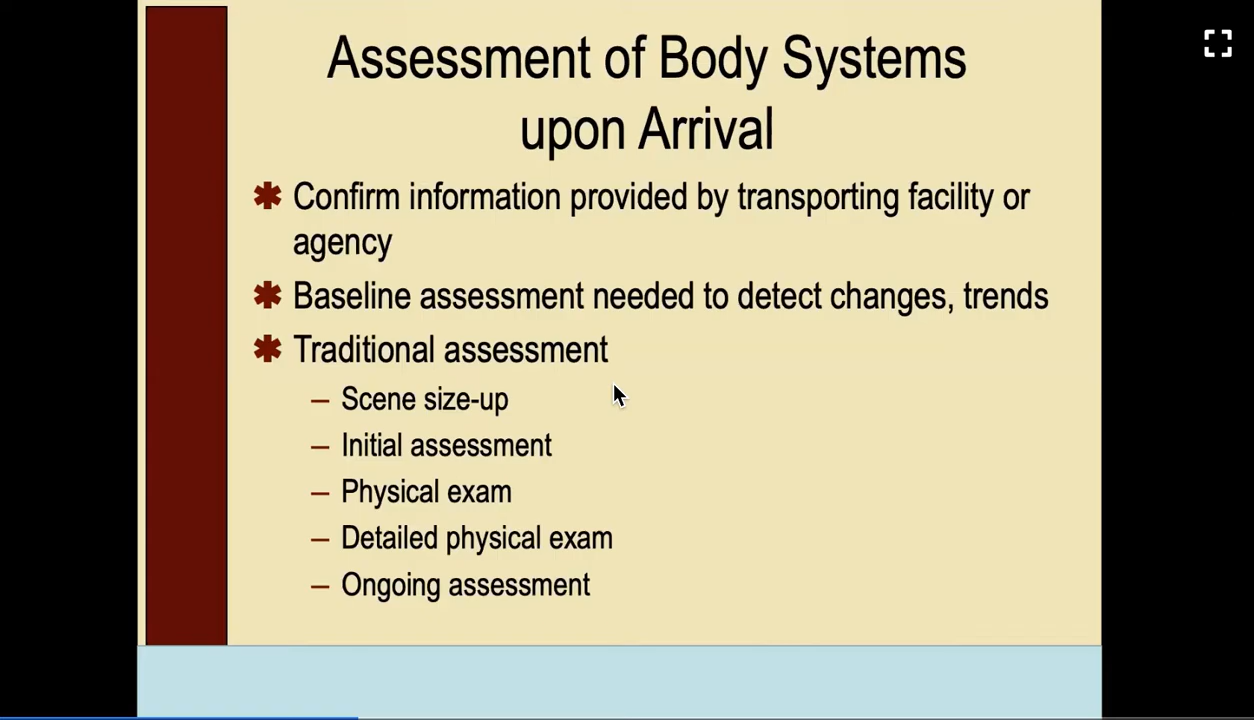 Assessment of Body Systems
upon Arrival
✱ Confirm information provided by transporting facility or
agency
✱ Baseline assessment needed to detect changes, trends
✱ Traditional assessment
– Scene size-up
– Initial assessment
– Physical exam
– Detailed physical exam
– Ongoing assessment